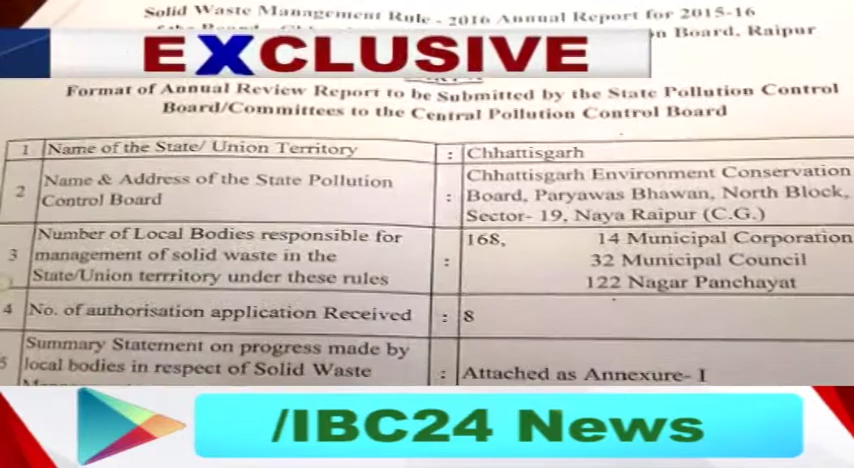 Solid Waste Management Rule - 2016 Annual Report for 2015-16
on Board, Raipur
EXCLUSIVE
Format of Annual Review Report to be Submitted by the State Pollution Control
Board/Committees to the Central Pollution Control Board
1 Name of the State/ Union Territory : Chhattisgarh
2 Name & Address of the State Pollution Control Board : Chhattisgarh Environment Conservation
Board, Paryawas Bhawan, North Block,
Sector- 19, Naya Raipur (C.G.)
3 Number of Local Bodies responsible for
management of solid waste in the
State/Union terrritory under these rules
: 168, 14 Municipal Corporation
32 Municipal Council
122 Nagar Panchayat
4 No. of authorisation application Received : 8
5 Summary Statement on progress made by
local bodies in respect of Solid Waste : Attached as Annexure- I
/IBC24 News